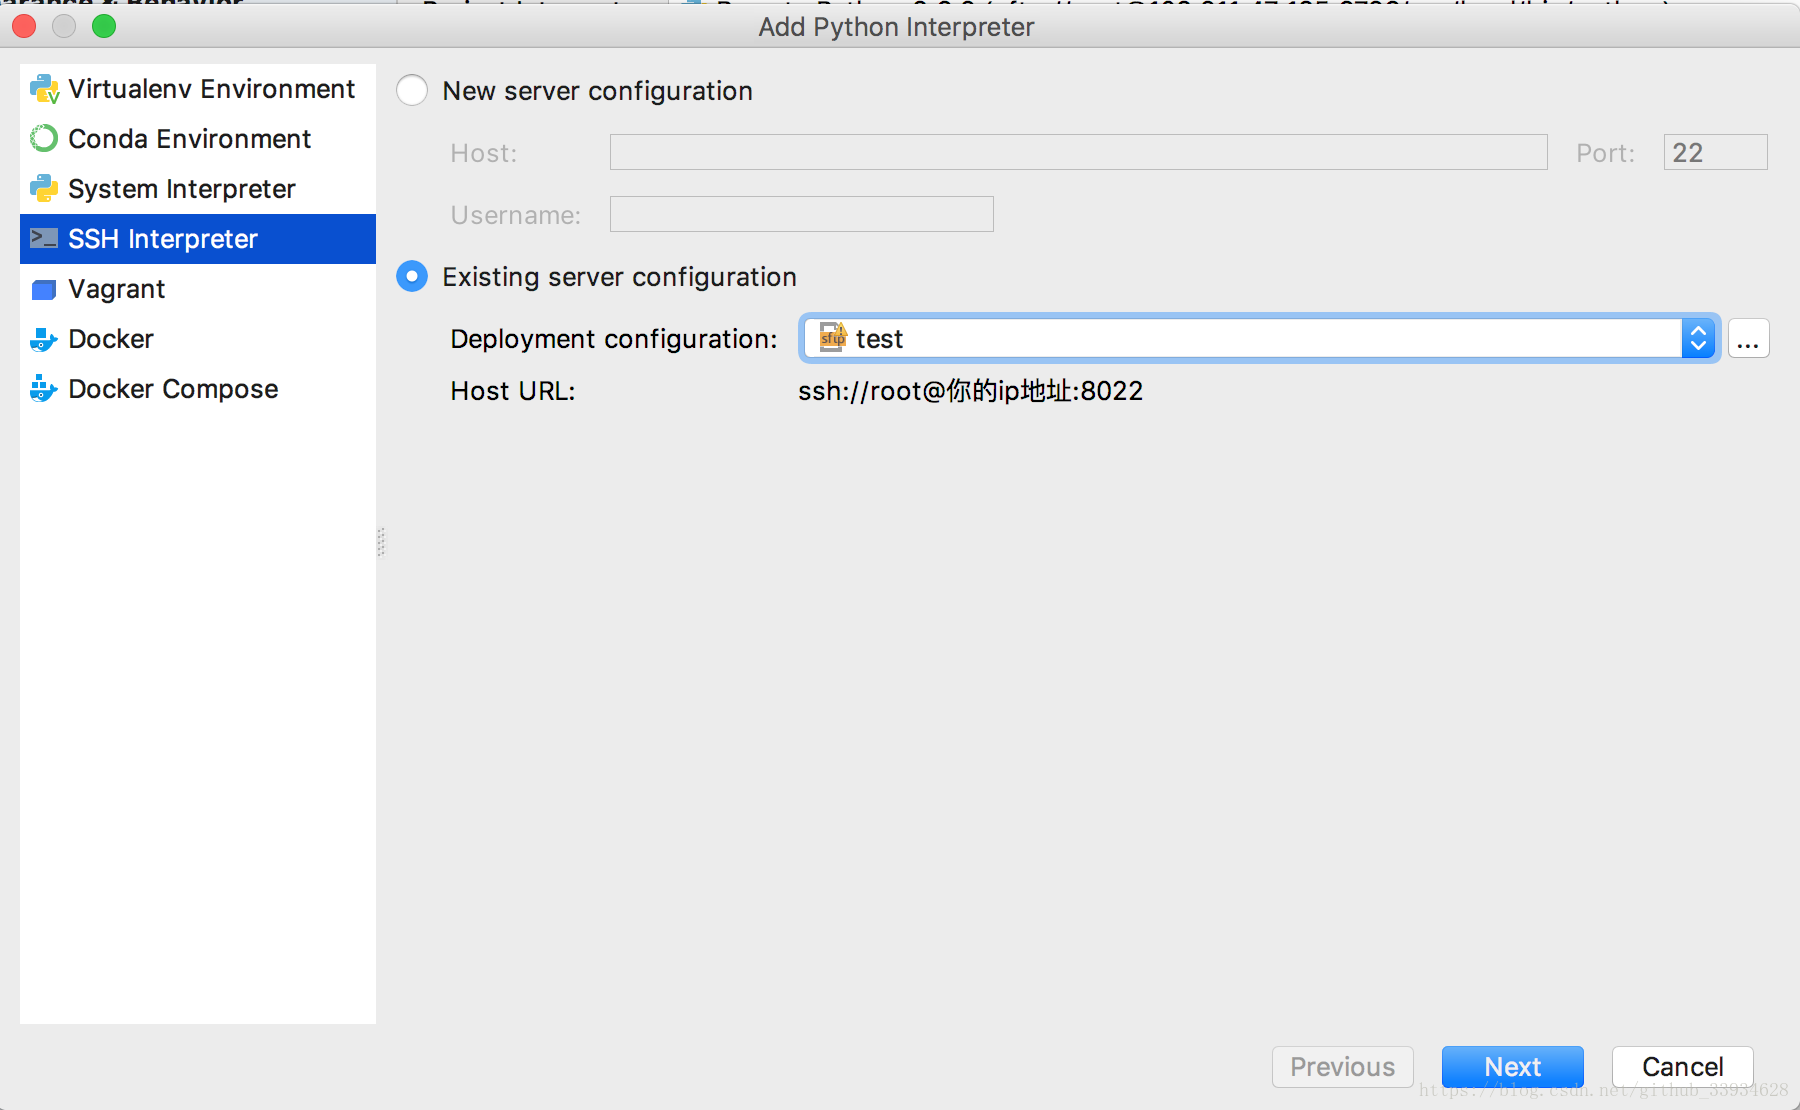 Add Python Interpreter
Virtualenv Environment
Conda Environment
System Interpreter
SSH Interpreter
Vagrant
Docker
Docker Compose
New server configuration
Host:
Port: 22
Username:
Existing server configuration
Deployment configuration: sftp test ...
Host URL: ssh://root@你的ip地址:8022
Previous Next Cancel
https://blog.csdn.net/github_33934628